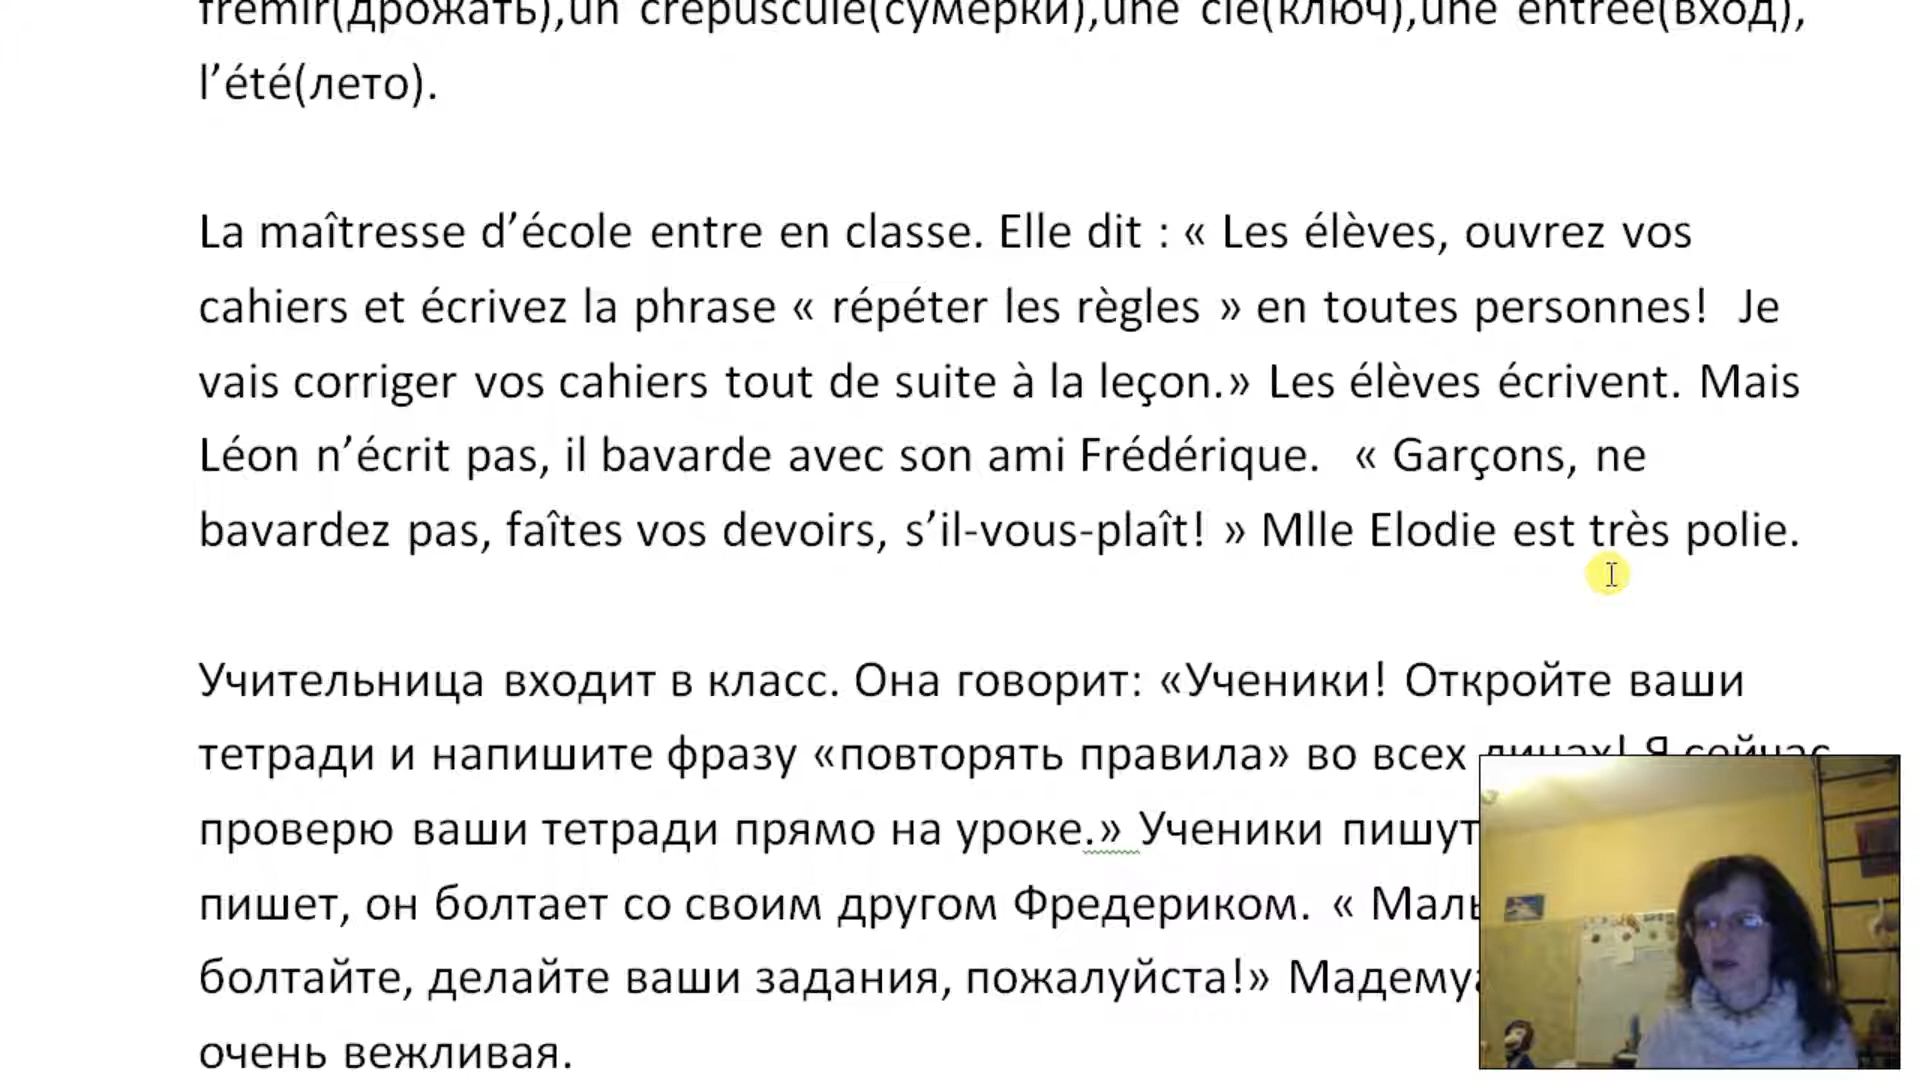 frémir(дрожать),un crépuscule(сумерки),une clé(ключ),une entrée(вход),
l’été(лето).
La maîtresse d’école entre en classe. Elle dit : « Les élèves, ouvrez vos
cahiers et écrivez la phrase « répéter les règles » en toutes personnes! Je
vais corriger vos cahiers tout de suite à la leçon.» Les élèves écrivent. Mais
Léon n’écrit pas, il bavarde avec son ami Frédérique. « Garçons, ne
bavardez pas, faîtes vos devoirs, s’il-vous-plaît! » Mlle Elodie est très polie.
Учительница входит в класс. Она говорит: «Ученики! Откройте ваши
тетради и напишите фразу «повторять правила» во всех лицах! Я сейчас
проверю ваши тетради прямо на уроке.» Ученики пишут
пишет, он болтает со своим другом Фредериком. «
болтайте, делайте ваши задания, пожалуйста!»
очень вежливая.